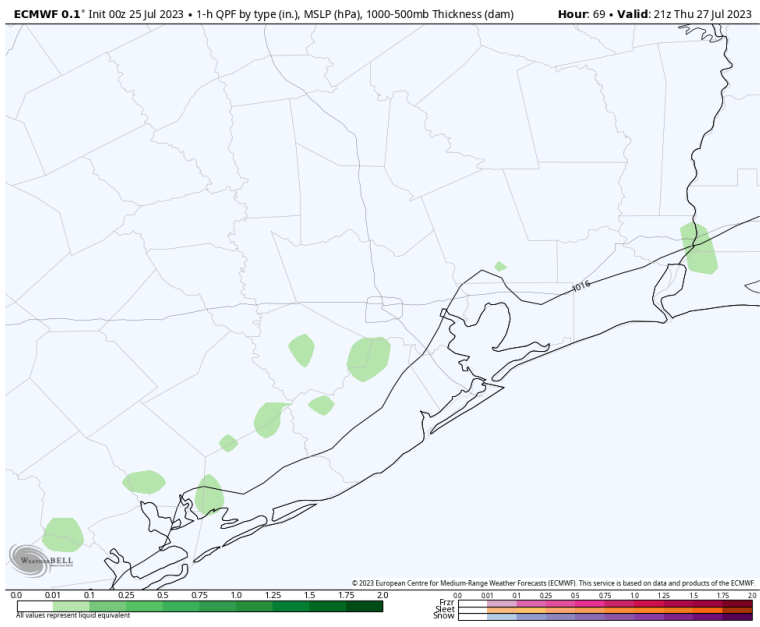 ECMWF 0.1° Init 00z 25 Jul 2023 • 1-h QPF by type (in.), MSLP (hPa), 1000-500mb Thickness (dam) Hour: 69 • Valid: 21z Thu 27 Jul 2023
1016
WEATHERBELL
© 2023 European Centre for Medium-Range Weather Forecasts (ECMWF). This service is based on data and products of the ECMWF.
0.0 0.01 0.1 0.25 0.5 0.75 1.0 1.25 1.5 1.75 2.0 0.0 0.01 0.1 0.25 0.5 0.75 1.0 1.25 1.5 1.75 2.0
Frzr
Sleet
Snow
All values represent liquid equivalent